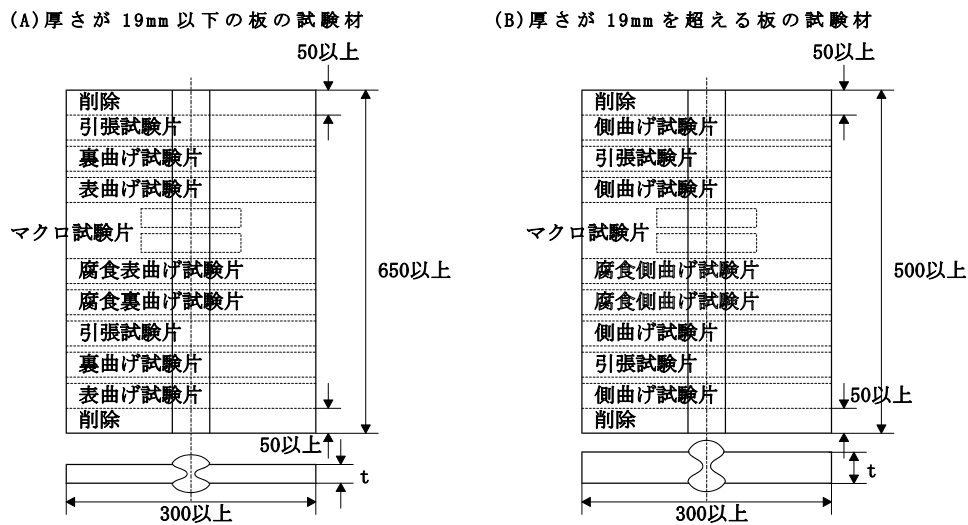 (A)厚さが 19mm 以下の板の試験材
50以上
削除
引張試験片
裏曲げ試験片
表曲げ試験片
マクロ試験片
腐食表曲げ試験片
腐食裏曲げ試験片
引張試験片
裏曲げ試験片
表曲げ試験片
削除
650以上
50以上
t
300以上
(B)厚さが 19mm を超える板の試験材
50以上
削除
側曲げ試験片
引張試験片
側曲げ試験片
マクロ試験片
腐食側曲げ試験片
腐食側曲げ試験片
側曲げ試験片
引張試験片
側曲げ試験片
削除
500以上
50以上
t
300以上